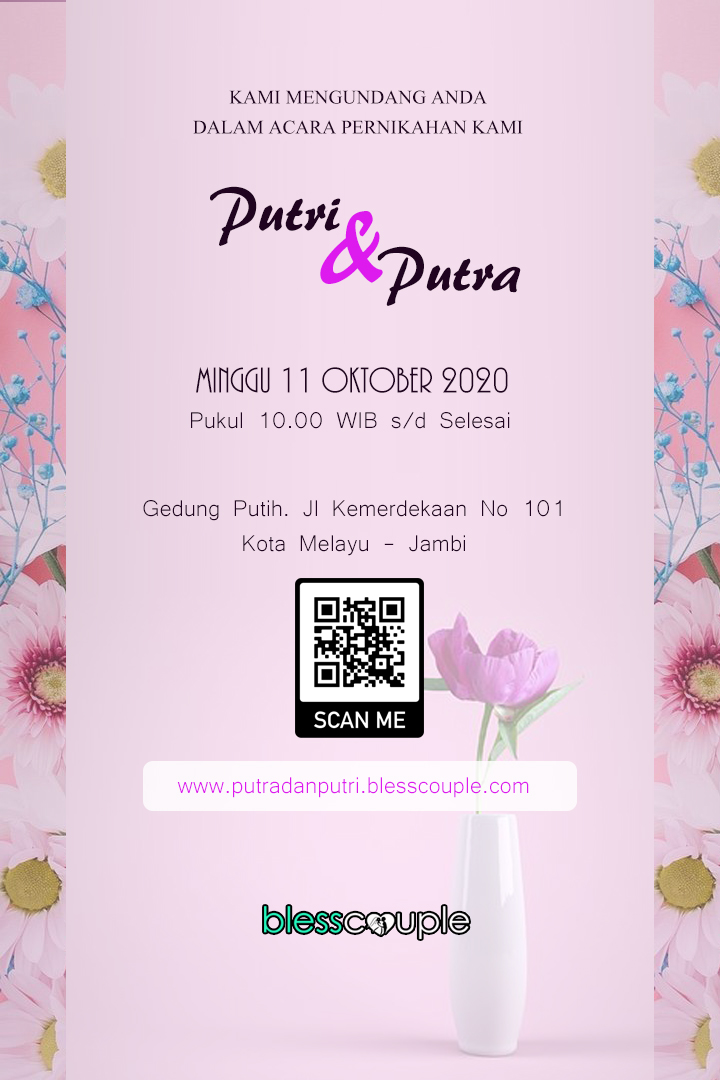 KAMI MENGUNDANG ANDA
DALAM ACARA PERNIKAHAN KAMI
Putri
&
Putra
MINGGU 11 OKTOBER 2020
Pukul 10.00 WIB s/d Selesai
Gedung Putih. Jl Kemerdekaan No 101
Kota Melayu - Jambi
SCAN ME
www.putradanputri.blesscouple.com
blesscouple